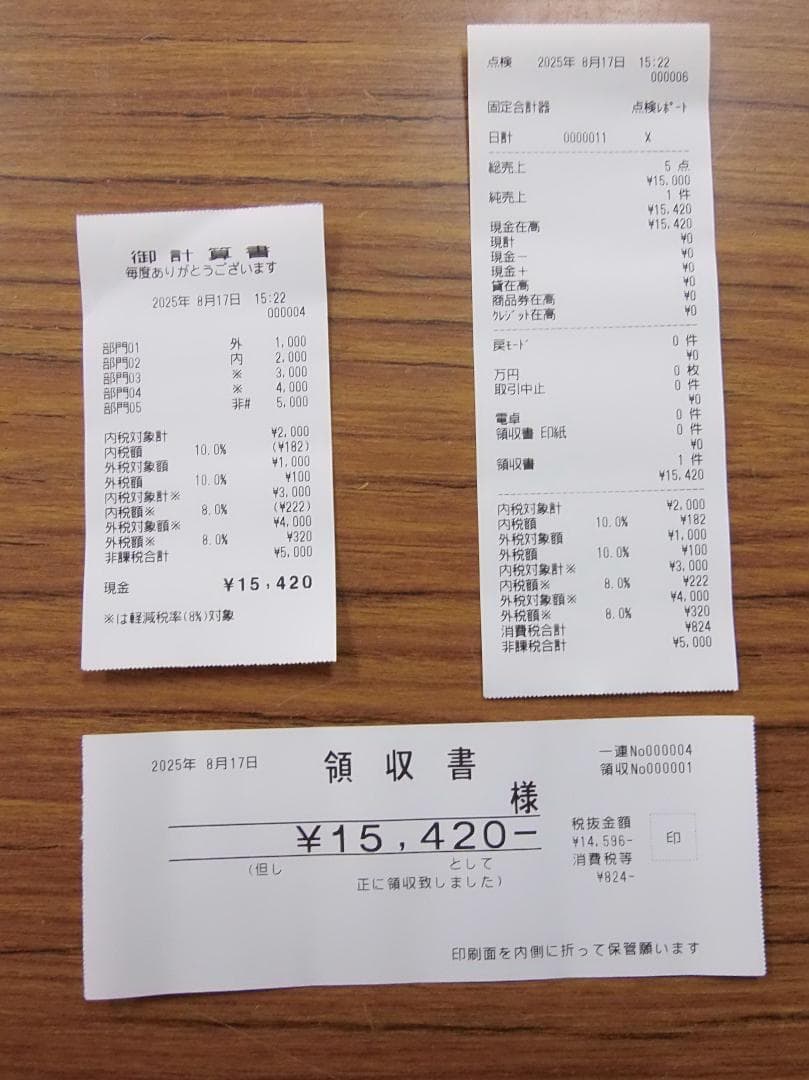 御計算書
毎度ありがとうございます
2025年 8月17日 15:22
000004
部門01 外 1,000
部門02 内 2,000
部門03 ※ 3,000
部門04 ※ 4,000
部門05 非# 5,000
内税対象計 ¥2,000
内税額 10.0% (¥182)
外税対象額 ¥1,000
外税額 10.0% ¥100
内税対象計※ ¥3,000
内税額※ 8.0% (¥222)
外税対象額※ ¥4,000
外税額※ 8.0% ¥320
非課税合計 ¥5,000
現金 ¥15,420
※は軽減税率(8%)対象
点検 2025年 8月17日 15:22
000006
固定合計器 点検レポート
日計 0000011 X
総売上 5 点
¥15,000
純売上 1 件
¥15,420
現金在高 ¥15,420
現計 ¥0
現金ー ¥0
現金+ ¥0
貸在高 ¥0
商品券在高 ¥0
クレジット在高 ¥0
戻モード 0 件
¥0
万円 0 枚
取引中止 0 件
¥0
電卓 0 件
領収書 印紙 0 件
¥0
領収書 1 件
¥15,420
内税対象計 ¥2,000
内税額 10.0% ¥182
外税対象額 ¥1,000
外税額 10.0% ¥100
内税対象計※ ¥3,000
内税額※ 8.0% ¥222
外税対象額※ ¥4,000
外税額※ 8.0% ¥320
消費税合計 ¥824
非課税合計 ¥5,000
2025年 8月17日
領収書
一連No000004
領収No000001
様
¥15,420-
(但し として
正に領収致しました)
税抜金額
¥14,596-
消費税等
¥824-
印
印刷面を内側に折って保管願います